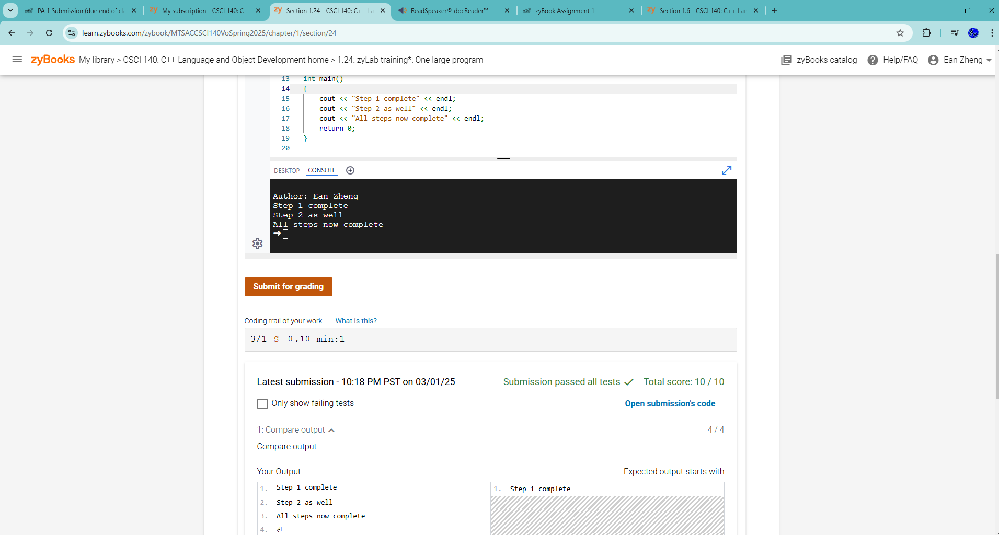 PA 1 Submission (due end of cl
zy My subscription - CSCI 140: C+
zy Section 1.24 - CSCI 140: C++ La
ReadSpeaker® docReader™
zyBook Assignment 1
zy Section 1.6 - CSCI 140: C++ Lan
learn.zybooks.com/zybook/MTSACCSCI140VoSpring2025/chapter/1/section/24
zyBooks My library > CSCI 140: C++ Language and Object Development home > 1.24: zyLab training*: One large program
zyBooks catalog
Help/FAQ
Ean Zheng
13 int main()
14 {
15 cout << "Step 1 complete" << endl;
16 cout << "Step 2 as well" << endl;
17 cout << "All steps now complete" << endl;
18 return 0;
19 }
20
DESKTOP CONSOLE
Author: Ean Zheng
Step 1 complete
Step 2 as well
All steps now complete
➜
Submit for grading
Coding trail of your work What is this?
3/1 S-0,10 min:1
Latest submission - 10:18 PM PST on 03/01/25
Submission passed all tests ✓ Total score: 10 / 10
Only show failing tests
Open submission's code
1: Compare output
4 / 4
Compare output
Your Output
Expected output starts with
1. Step 1 complete
2. Step 2 as well
3. All steps now complete
4. ⏎
1. Step 1 complete